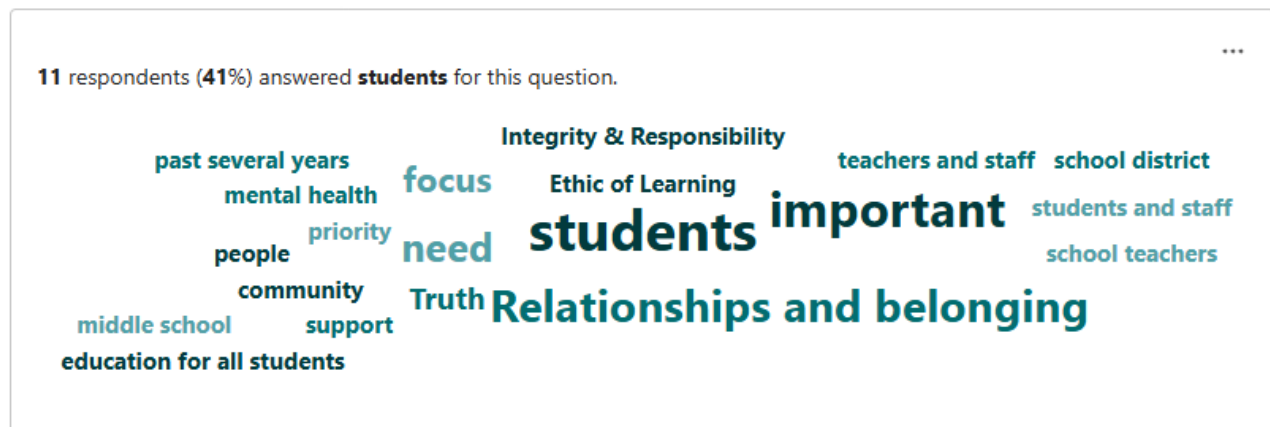 ...
11 respondents (41%) answered students for this question.
Integrity & Responsibility
past several years
teachers and staff
school district
focus
Ethic of Learning
mental health
important
students and staff
priority
students
need
people
school teachers
community
Truth
Relationships and belonging
middle school
support
education for all students